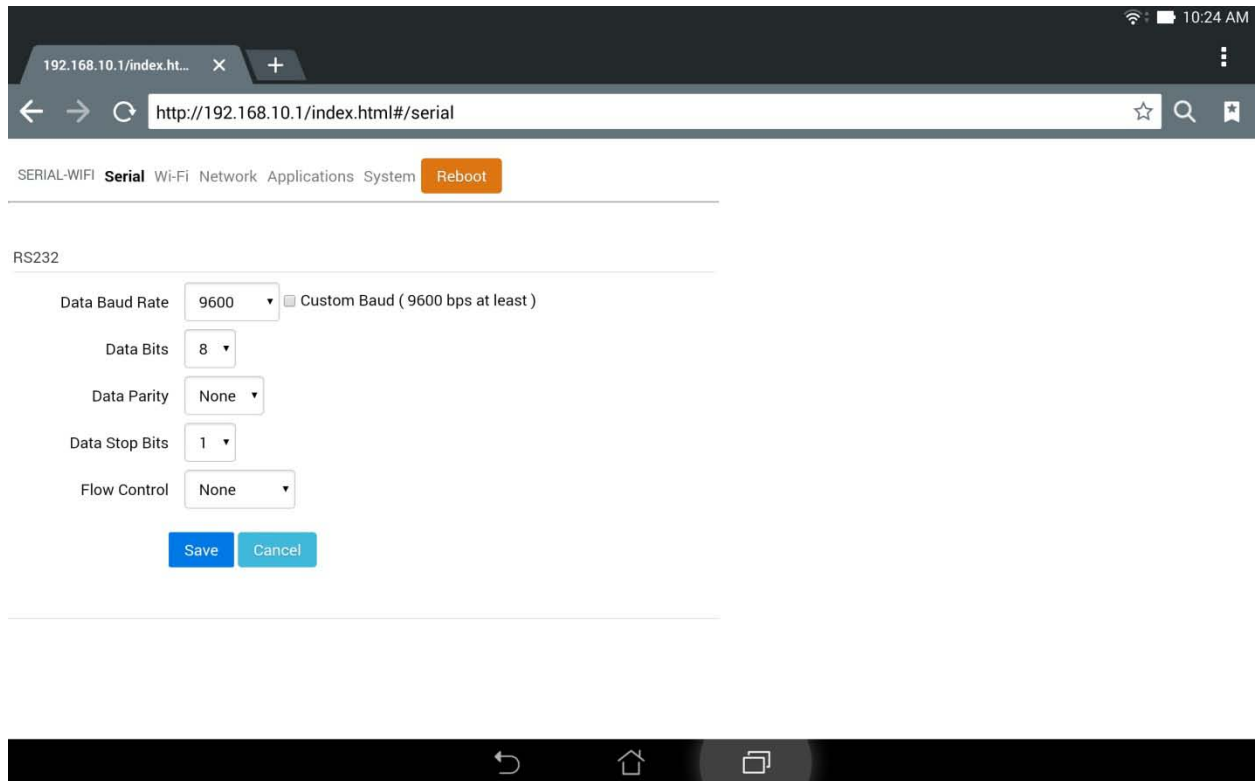 10:24 AM
192.168.10.1/index.ht...
http://192.168.10.1/index.html#/serial
SERIAL-WIFI Serial Wi-Fi Network Applications System Reboot
RS232
Data Baud Rate 9600 Custom Baud ( 9600 bps at least )
Data Bits 8
Data Parity None
Data Stop Bits 1
Flow Control None
Save Cancel